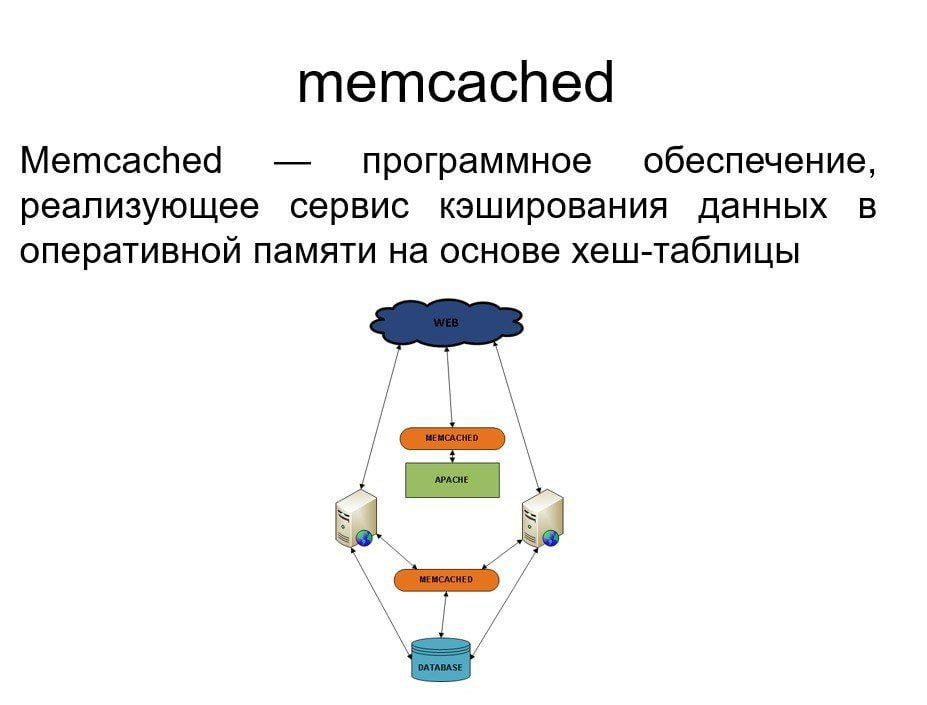 memcached
Memcached — программное обеспечение,
реализующее сервис кэширования данных в
оперативной памяти на основе хеш-таблицы
WEB
MEMCACHED
APACHE
MEMCACHED
DATABASE